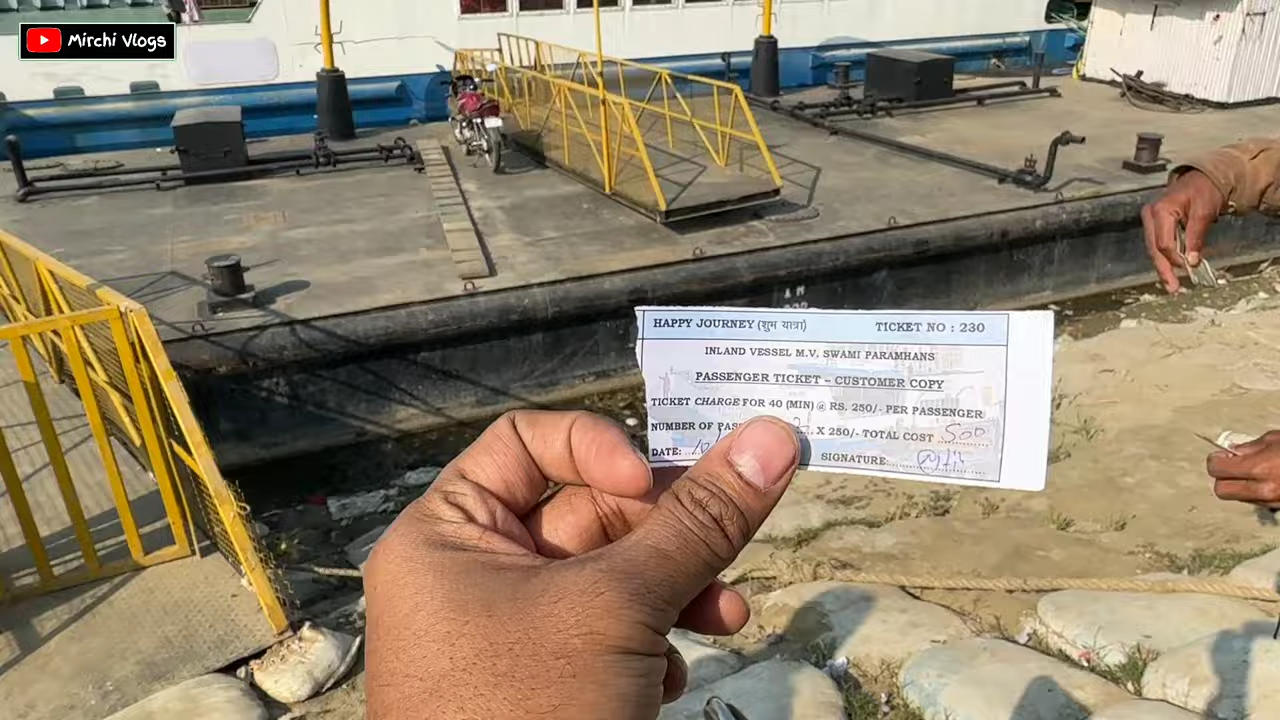 Mirchi Vlogs
HAPPY JOURNEY (शुभ यात्रा) TICKET NO : 230
INLAND VESSEL M.V. SWAMI PARAMHANS
PASSENGER TICKET – CUSTOMER COPY
TICKET CHARGE FOR 40 (MIN) @ RS. 250/- PER PASSENGER
NUMBER OF 2 X 250/- TOTAL COST 500
DATE: SIGNATURE: